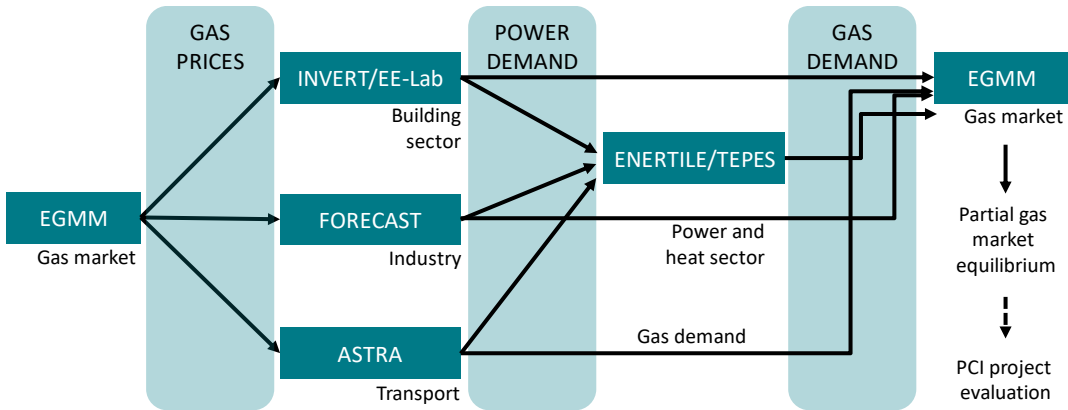 GAS
PRICES
POWER
DEMAND
GAS
DEMAND
INVERT/EE-Lab
Building
sector
EGMM
Gas market
ENERTILE/TEPES
Power and
heat sector
EGMM
Gas market
FORECAST
Industry
Partial gas
market
equilibrium
ASTRA
Transport
Gas demand
PCI project
evaluation